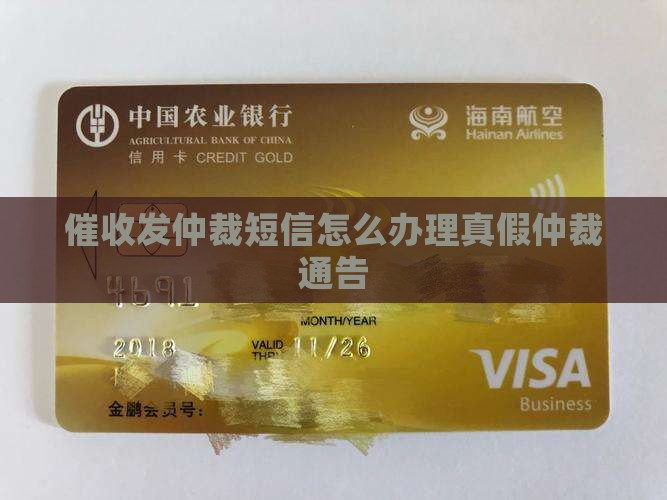 中国农业银行
AGRICULTURAL BANK OF CHINA
信用卡 CREDIT GOLD
海南航空
Hainan Airlines
催收发仲裁短信怎么办理真假仲裁
通告
4691
MONTH/YEAR
2018
VALID
THRU 11/26
VISA
Business
金鹏会员号：